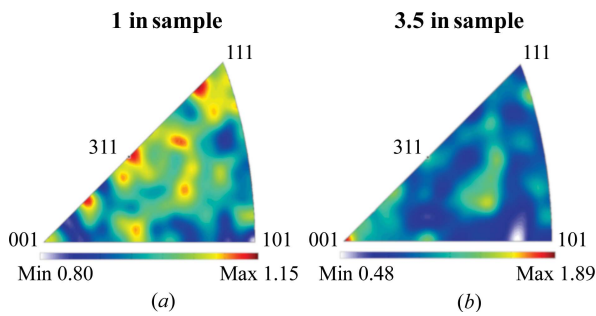 1 in sample
3.5 in sample
111
111
311
311
001
101
001
101
Min 0.80
Max 1.15
Min 0.48
Max 1.89
(a)
(b)